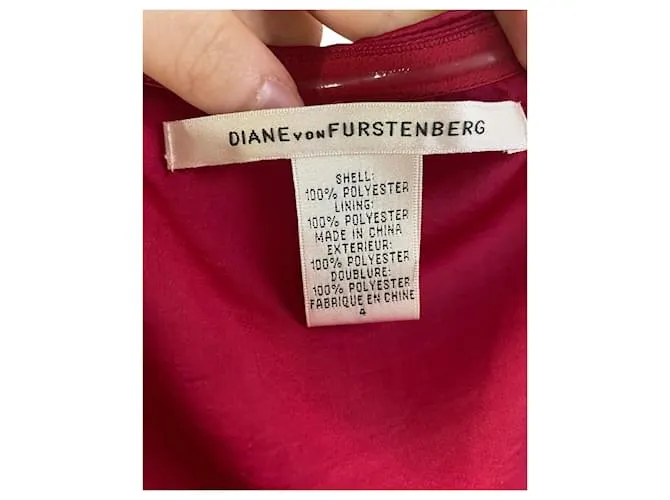 DIANE VON FURSTENBERG
SHELL:
100% POLYESTER
LINING:
100% POLYESTER
MADE IN CHINA
EXTERIEUR:
100% POLYESTER
DOUBLURE:
100% POLYESTER
FABRIQUE EN CHINE
4